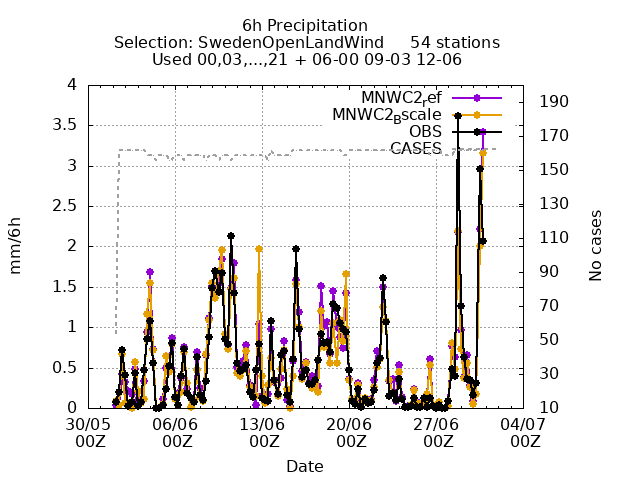 6h Precipitation
Selection: SwedenOpenLandWind 54 stations
Used 00,03,...,21 + 06-00 09-03 12-06
MNWC2ref
MNWC2Bscale
OBS
CASES
4
3.5
3
2.5
2
1.5
1
0.5
0
mm/6h
190
170
150
130
110
90
70
50
30
10
No cases
30/05 06/06 13/06 20/06 27/06 04/07
00Z 00Z 00Z 00Z 00Z 00Z
Date